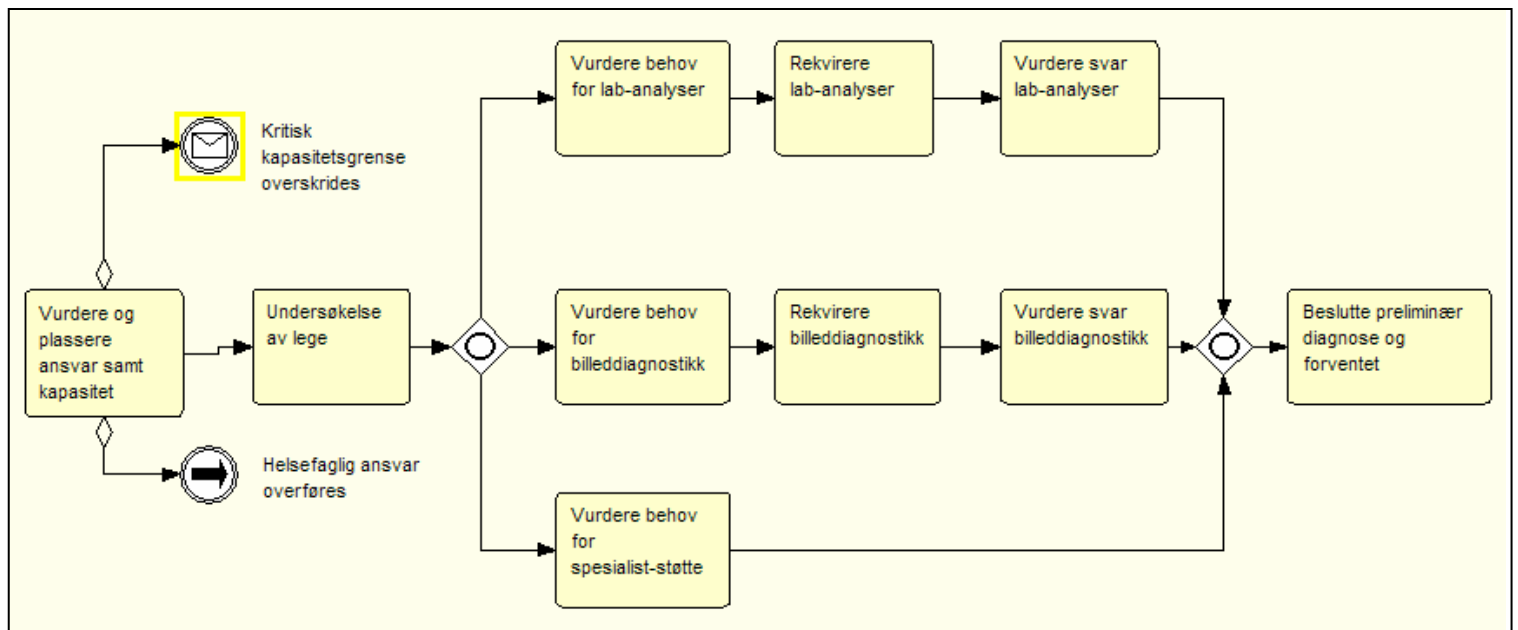 Kritisk
kapasitetsgrense
overskrides
Vurdere og
plassere
ansvar samt
kapasitet
Helsefaglig ansvar
overføres
Undersøkelse
av lege
Vurdere behov
for lab-analyser
Rekvirere
lab-analyser
Vurdere svar
lab-analyser
Vurdere behov
for
billeddiagnostikk
Rekvirere
billeddiagnostikk
Vurdere svar
billeddiagnostikk
Vurdere behov
for
spesialist-støtte
Beslutte preliminær
diagnose og
forventet